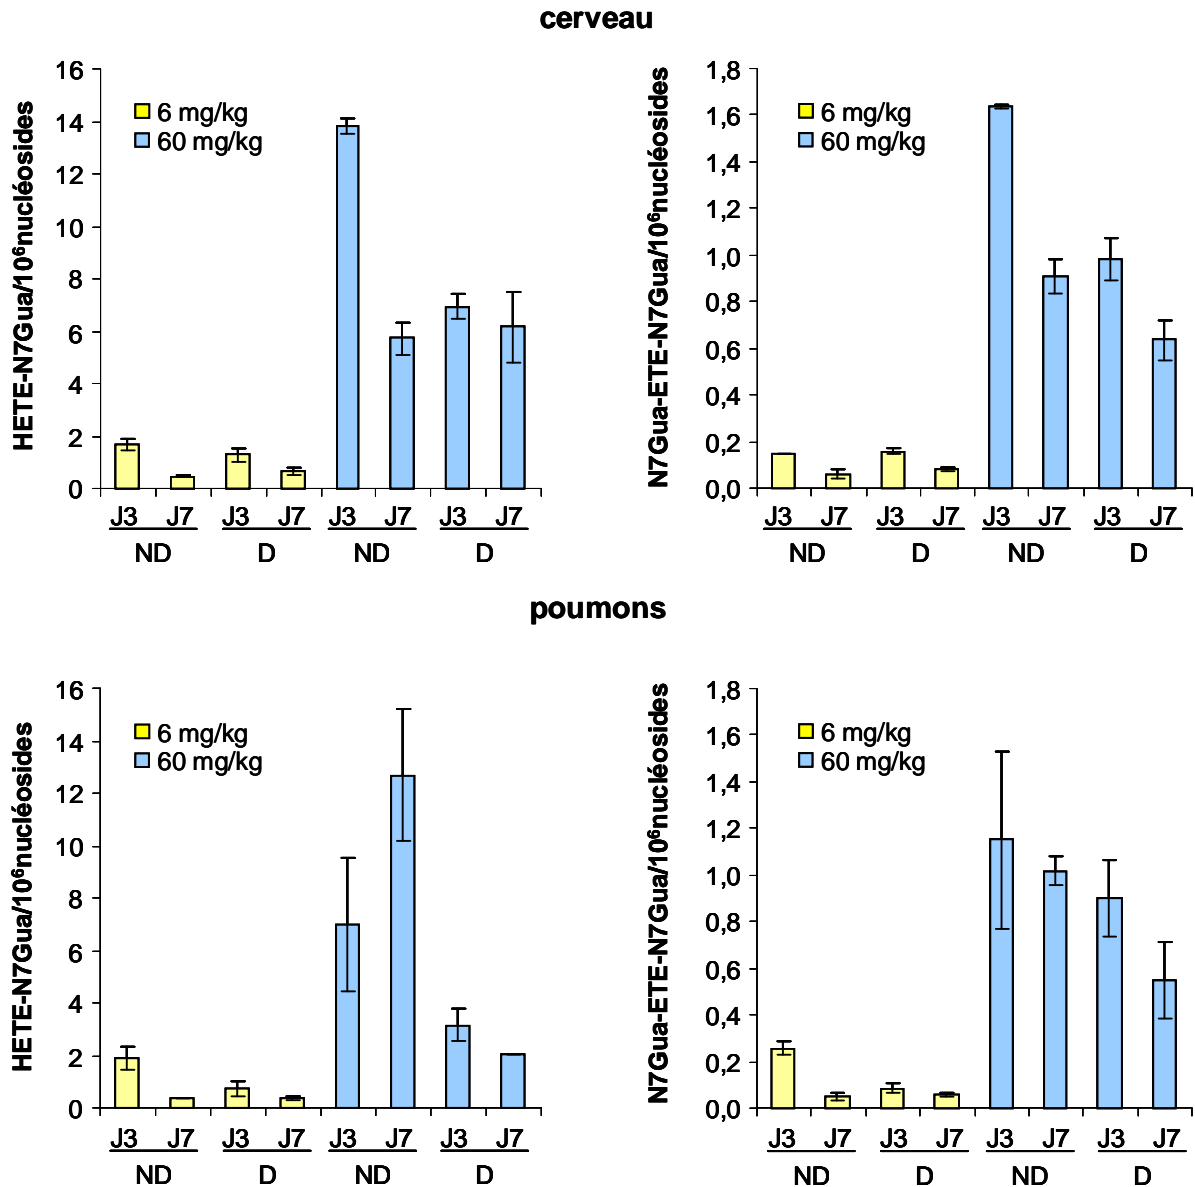 cerveau
HETE-N7Gua/10⁶nucléosides
16
14
12
10
8
6
4
2
0
6 mg/kg
60 mg/kg
J3 J7 J3 J7 J3 J7 J3 J7
ND D ND D
N7Gua-ETE-N7Gua/10⁶nucléosides
1,8
1,6
1,4
1,2
1,0
0,8
0,6
0,4
0,2
0,0
6 mg/kg
60 mg/kg
J3 J7 J3 J7 J3 J7 J3 J7
ND D ND D
poumons
HETE-N7Gua/10⁶nucléosides
16
14
12
10
8
6
4
2
0
6 mg/kg
60 mg/kg
J3 J7 J3 J7 J3 J7 J3 J7
ND D ND D
N7Gua-ETE-N7Gua/10⁶nucléosides
1,8
1,6
1,4
1,2
1,0
0,8
0,6
0,4
0,2
0,0
6 mg/kg
60 mg/kg
J3 J7 J3 J7 J3 J7 J3 J7
ND D ND D